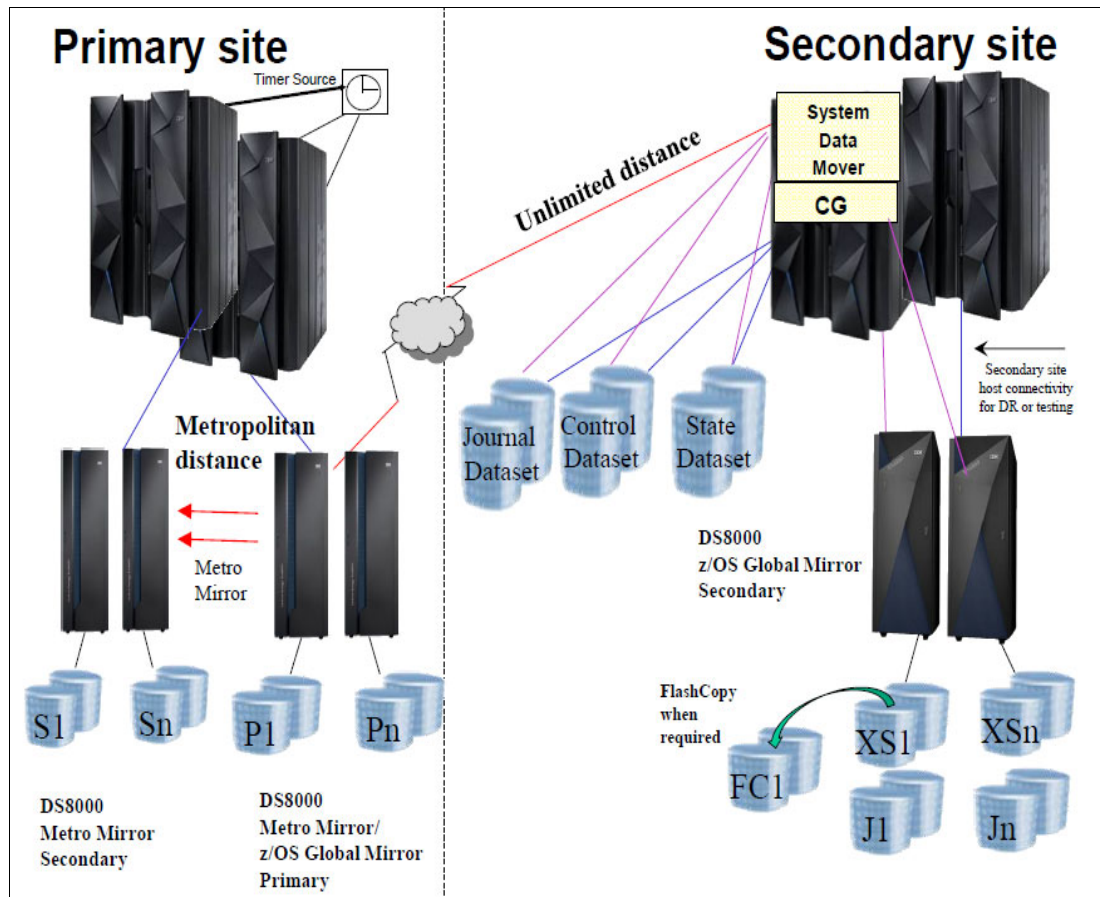 Primary site
Timer Source
Metropolitan
distance
Metro
Mirror
S1
Sn
P1
Pn
DS8000
Metro Mirror
Secondary
DS8000
Metro Mirror/
z/OS Global Mirror
Primary
Secondary site
System
Data
Mover
CG
Unlimited distance
Secondary site
host connectivity
for DR or testing
Journal
Dataset
Control
Dataset
State
Dataset
DS8000
z/OS Global Mirror
Secondary
FlashCopy
when
required
FC1
XS1
XSn
J1
Jn